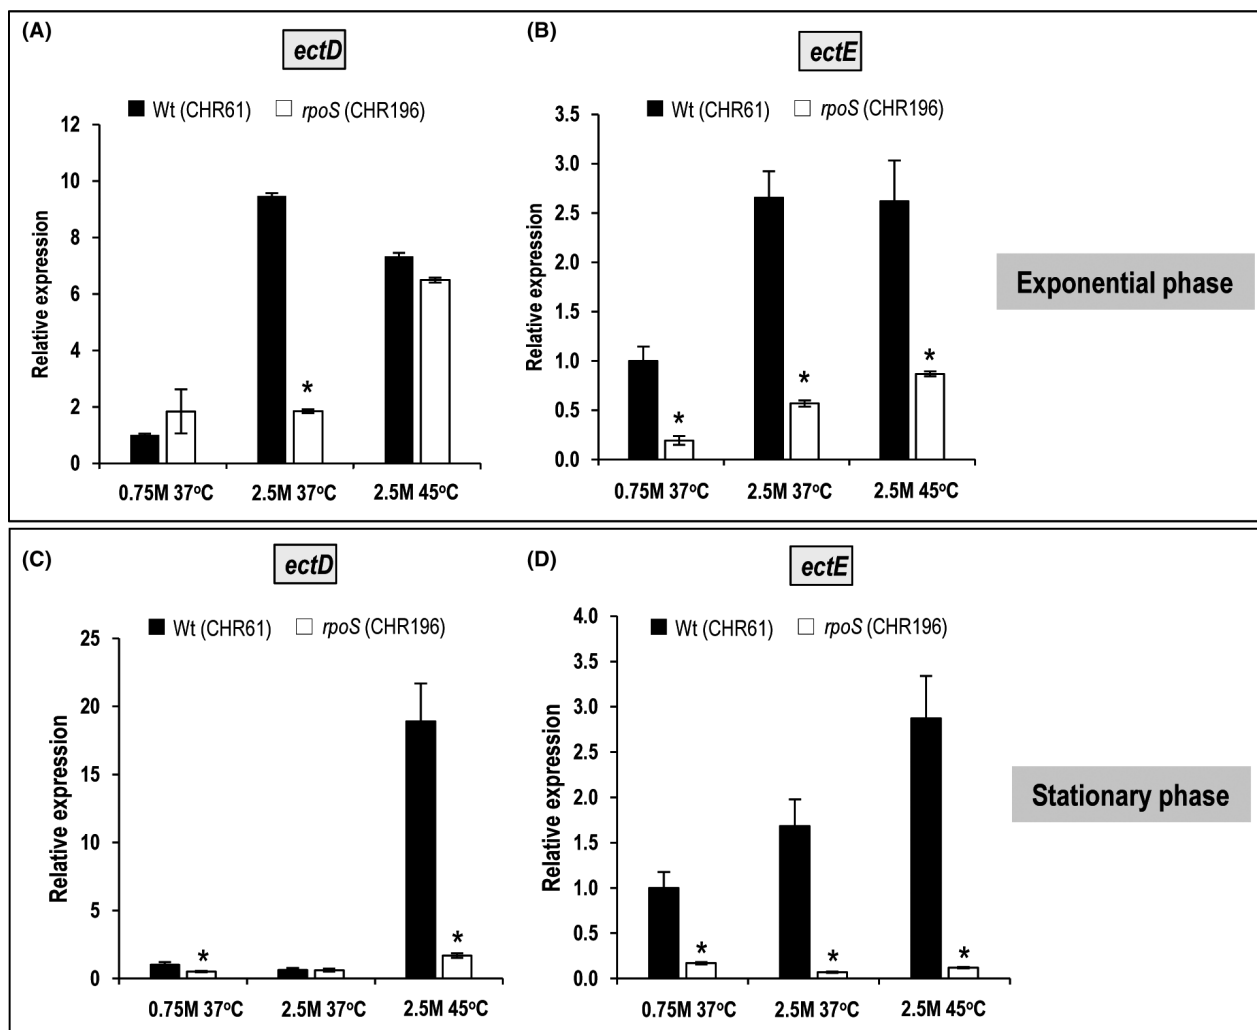 (A)
ectD
Wt (CHR61) rpoS (CHR196)
12
10
8
6
4
2
0
Relative expression
*
0.75M 37ºC 2.5M 37ºC 2.5M 45ºC
(B)
ectE
Wt (CHR61) rpoS (CHR196)
3.5
3.0
2.5
2.0
1.5
1.0
0.5
0.0
Relative expression
* * *
0.75M 37ºC 2.5M 37ºC 2.5M 45ºC
Exponential phase
(C)
ectD
Wt (CHR61) rpoS (CHR196)
25
20
15
10
5
0
Relative expression
* *
0.75M 37ºC 2.5M 37ºC 2.5M 45ºC
(D)
ectE
Wt (CHR61) rpoS (CHR196)
4.0
3.5
3.0
2.5
2.0
1.5
1.0
0.5
0.0
Relative expression
* * *
0.75M 37ºC 2.5M 37ºC 2.5M 45ºC
Stationary phase